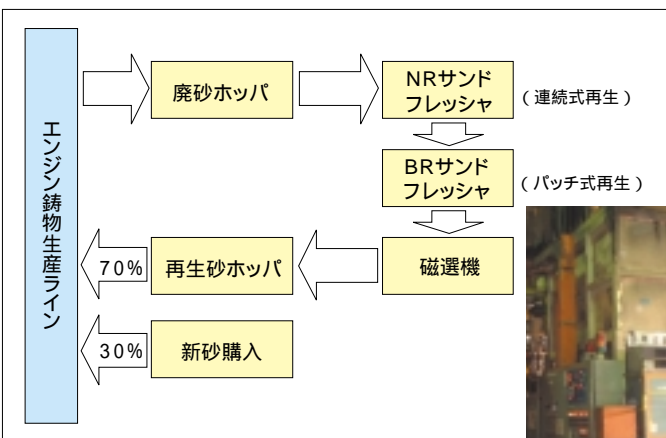 エンジン鋳物生産ライン
廃砂ホッパ
NRサンド
フレッシャ
(連続式再生)
BRサンド
フレッシャ
(パッチ式再生)
磁選機
再生砂ホッパ
70%
新砂購入
30%